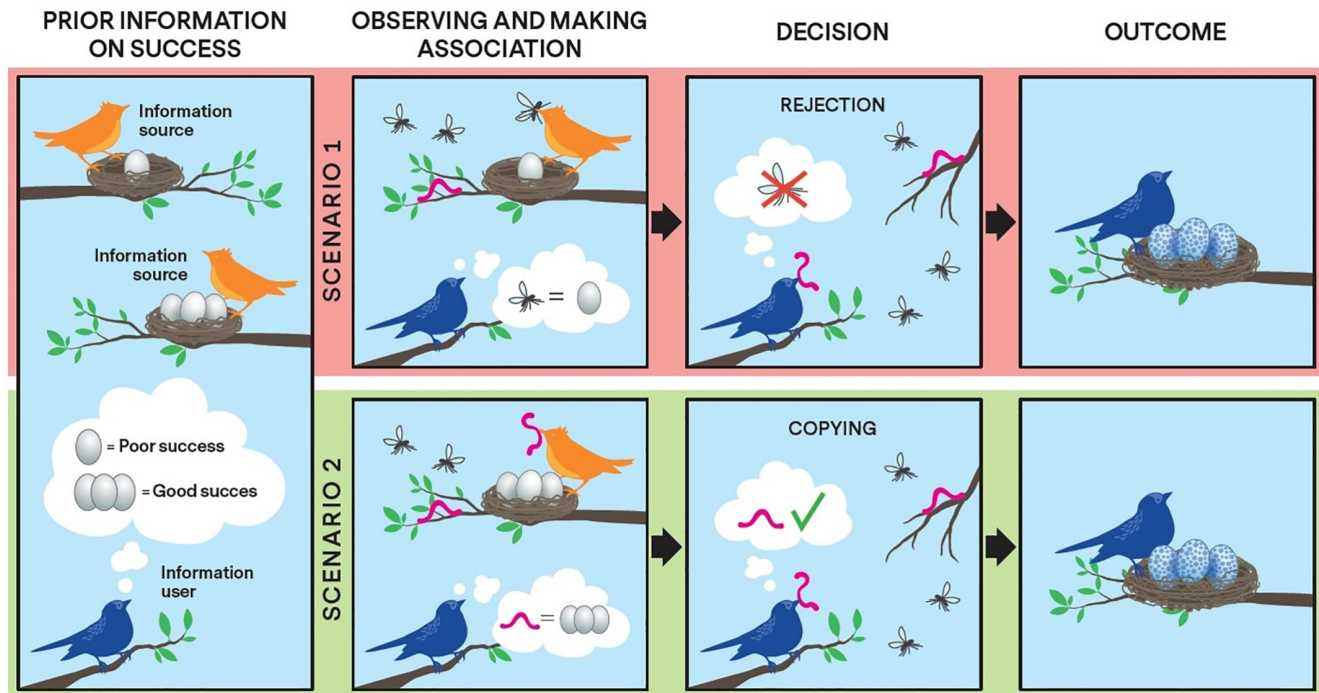 PRIOR INFORMATION
ON SUCCESS
OBSERVING AND MAKING
ASSOCIATION
DECISION
OUTCOME
Information
source
Information
source
= Poor success
= Good succes
Information
user
SCENARIO 1
=
REJECTION
SCENARIO 2
=
COPYING